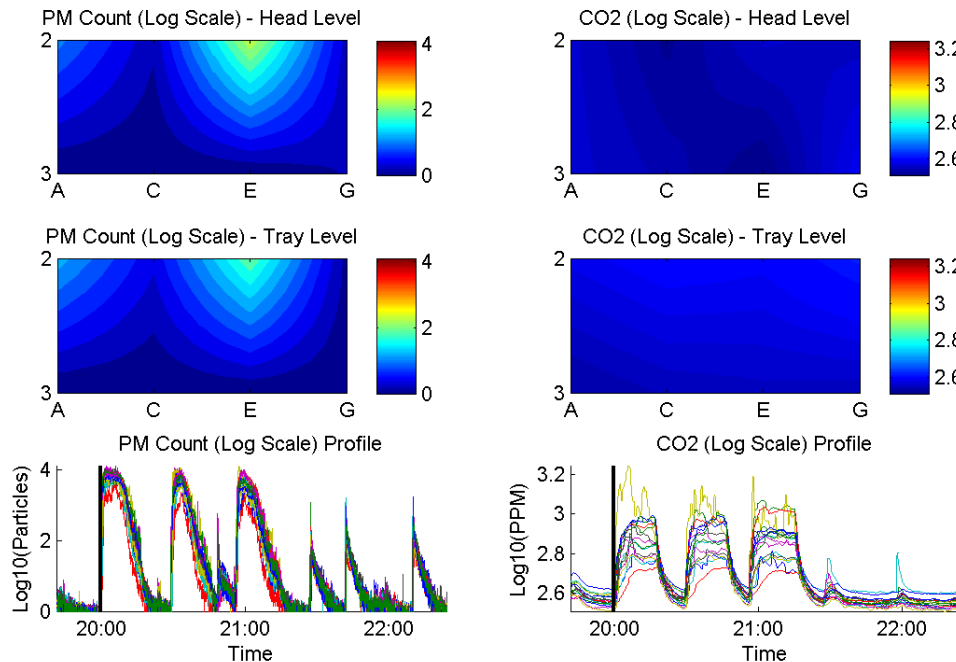 PM Count (Log Scale) - Head Level
2
3
A C E G
4
2
0
CO2 (Log Scale) - Head Level
2
3
A C E G
3.2
3
2.8
2.6
PM Count (Log Scale) - Tray Level
2
3
A C E G
4
2
0
CO2 (Log Scale) - Tray Level
2
3
A C E G
3.2
3
2.8
2.6
PM Count (Log Scale) Profile
Log10(Particles)
4
2
0
20:00 21:00 22:00
Time
CO2 (Log Scale) Profile
Log10(PPM)
3.2
3
2.8
2.6
20:00 21:00 22:00
Time